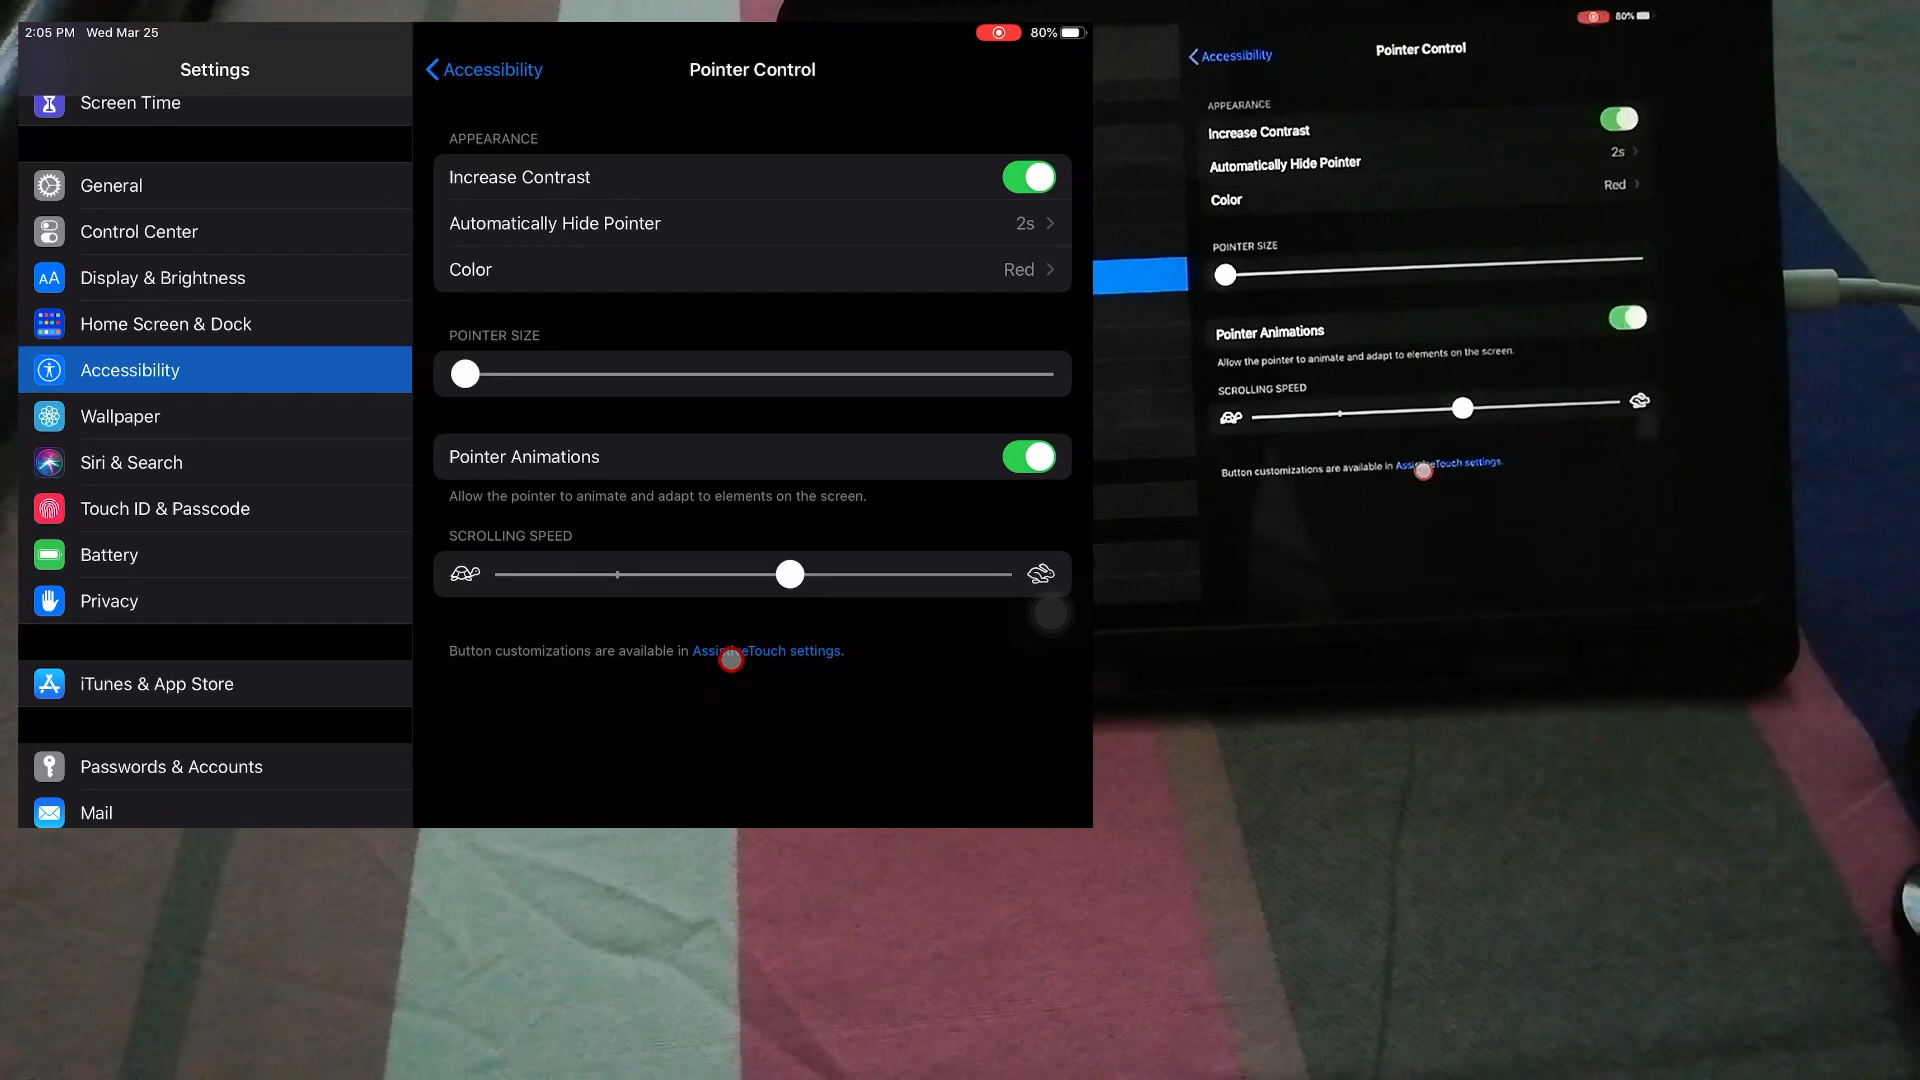 2:05 PM Wed Mar 25
80%
Settings
Screen Time
General
Control Center
Display & Brightness
Home Screen & Dock
Accessibility
Wallpaper
Siri & Search
Touch ID & Passcode
Battery
Privacy
iTunes & App Store
Passwords & Accounts
Mail
AA
Accessibility
Pointer Control
APPEARANCE
Increase Contrast
Automatically Hide Pointer 2s
Color Red
POINTER SIZE
Pointer Animations
Allow the pointer to animate and adapt to elements on the screen.
SCROLLING SPEED
Button customizations are available in AssistiveTouch settings.
80%
Accessibility
Pointer Control
APPEARANCE
Increase Contrast
Automatically Hide Pointer 2s
Color Red
POINTER SIZE
Pointer Animations
Allow the pointer to animate and adapt to elements on the screen.
SCROLLING SPEED
Button customizations are available in AssistiveTouch settings.